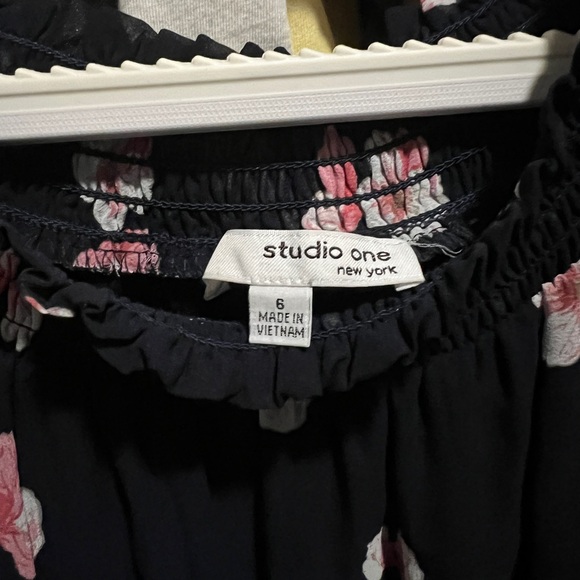 studio one
new york
6
MADE IN
VIETNAM